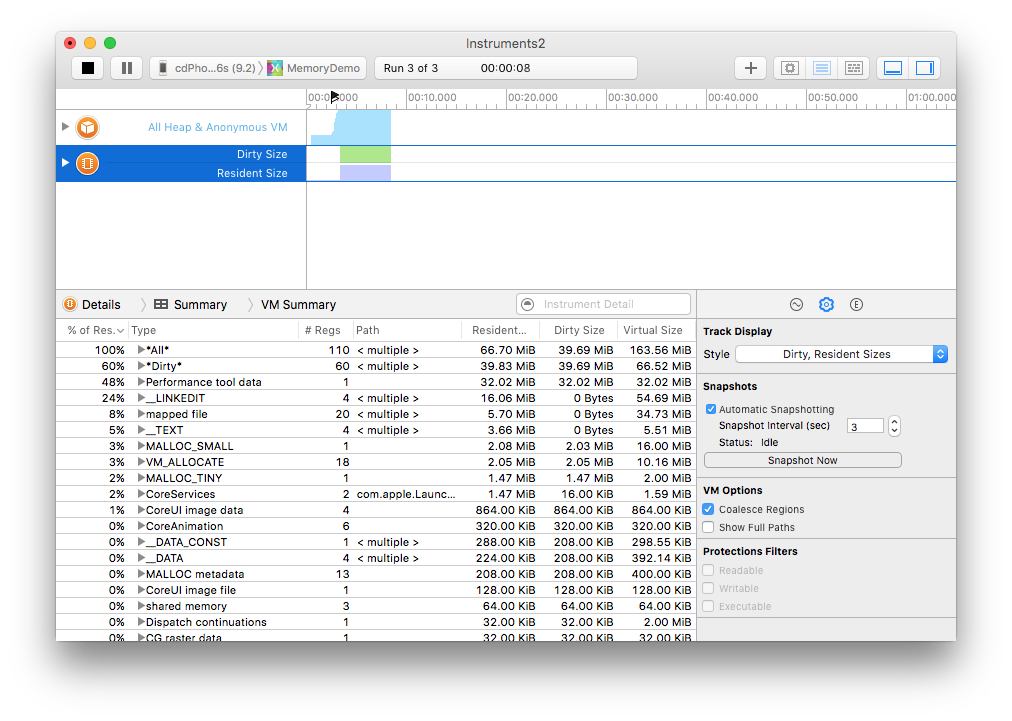 Instruments2
cdPho...6s (9.2) MemoryDemo Run 3 of 3 00:00:08
00:10.000 00:20.000 00:30.000 00:40.000 00:50.000 01:00.000
All Heap & Anonymous VM
Dirty Size
Resident Size
Details Summary VM Summary Instrument Detail E
% of Res. Type # Regs Path Resident... Dirty Size Virtual Size
100% *All* 110 < multiple > 66.70 MiB 39.69 MiB 163.56 MiB
60% *Dirty* 60 < multiple > 39.83 MiB 39.69 MiB 66.52 MiB
48% Performance tool data 1 32.02 MiB 32.02 MiB 32.02 MiB
24% __LINKEDIT 4 < multiple > 16.06 MiB 0 Bytes 54.69 MiB
8% mapped file 20 < multiple > 5.70 MiB 0 Bytes 34.73 MiB
5% __TEXT 4 < multiple > 3.66 MiB 0 Bytes 5.51 MiB
3% MALLOC_SMALL 1 2.08 MiB 2.03 MiB 16.00 MiB
3% VM_ALLOCATE 18 2.05 MiB 2.05 MiB 10.16 MiB
2% MALLOC_TINY 1 1.47 MiB 1.47 MiB 2.00 MiB
2% CoreServices 2 com.apple.Launc... 1.47 MiB 16.00 KiB 1.59 MiB
1% CoreUI image data 4 864.00 KiB 864.00 KiB 864.00 KiB
0% CoreAnimation 6 320.00 KiB 320.00 KiB 320.00 KiB
0% __DATA_CONST 1 < multiple > 288.00 KiB 208.00 KiB 298.55 KiB
0% __DATA 4 < multiple > 224.00 KiB 208.00 KiB 392.14 KiB
0% MALLOC metadata 13 208.00 KiB 208.00 KiB 400.00 KiB
0% CoreUI image file 1 128.00 KiB 128.00 KiB 128.00 KiB
0% shared memory 3 64.00 KiB 64.00 KiB 64.00 KiB
0% Dispatch continuations 1 32.00 KiB 32.00 KiB 2.00 MiB
0% CG raster data 1 32.00 KiB 32.00 KiB 32.00 KiB
Track Display
Style Dirty, Resident Sizes
Snapshots
Automatic Snapshotting
Snapshot Interval (sec) 3
Status: Idle
Snapshot Now
VM Options
Coalesce Regions
Show Full Paths
Protections Filters
Readable
Writable
Executable